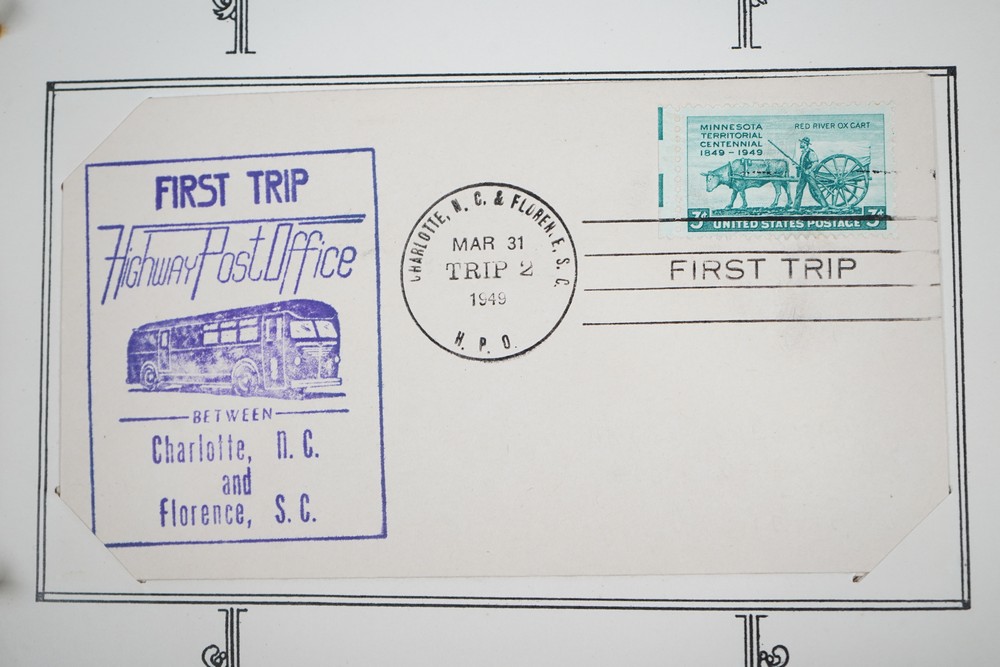 FIRST TRIP
Highway Post Office
BETWEEN
Charlotte, N.C.
and
Florence, S.C.
CHARLOTTE, N. C. & FLOREN. E, S. C.
MAR 31
TRIP 2
1949
H. P. O.
MINNESOTA
TERRITORIAL
CENTENNIAL
1849 - 1949
RED RIVER OX CART
3¢ UNITED STATES POSTAGE 3¢
FIRST TRIP